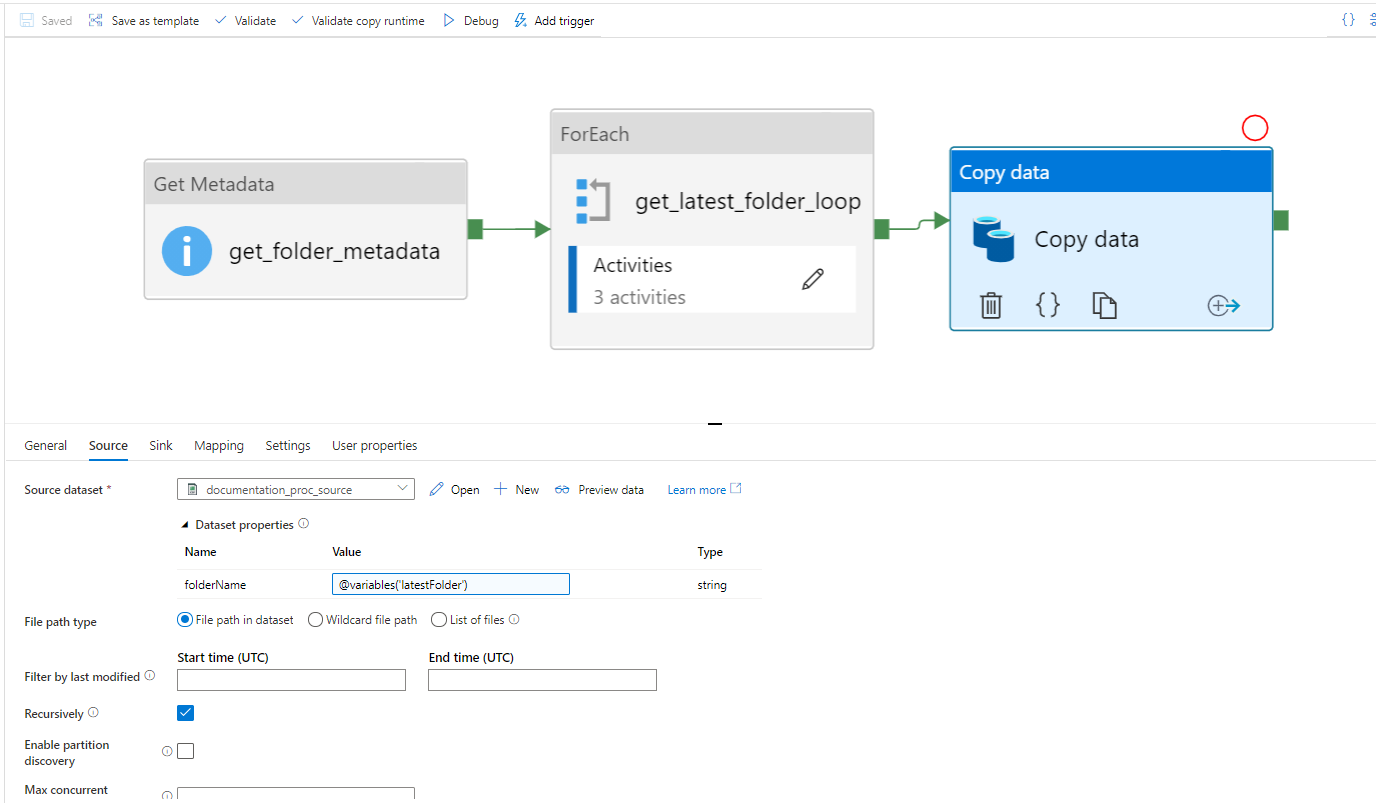 Saved Save as template Validate Validate copy runtime Debug Add trigger {}
Get Metadata
get_folder_metadata
ForEach
get_latest_folder_loop
Activities
3 activities
Copy data
Copy data
{}
General Source Sink Mapping Settings User properties
Source dataset * documentation_proc_source Open New Preview data Learn more
Dataset properties
Name Value Type
folderName @variables('latestFolder') string
File path type File path in dataset Wildcard file path List of files
Start time (UTC) End time (UTC)
Filter by last modified
Recursively
Enable partition
discovery
Max concurrent